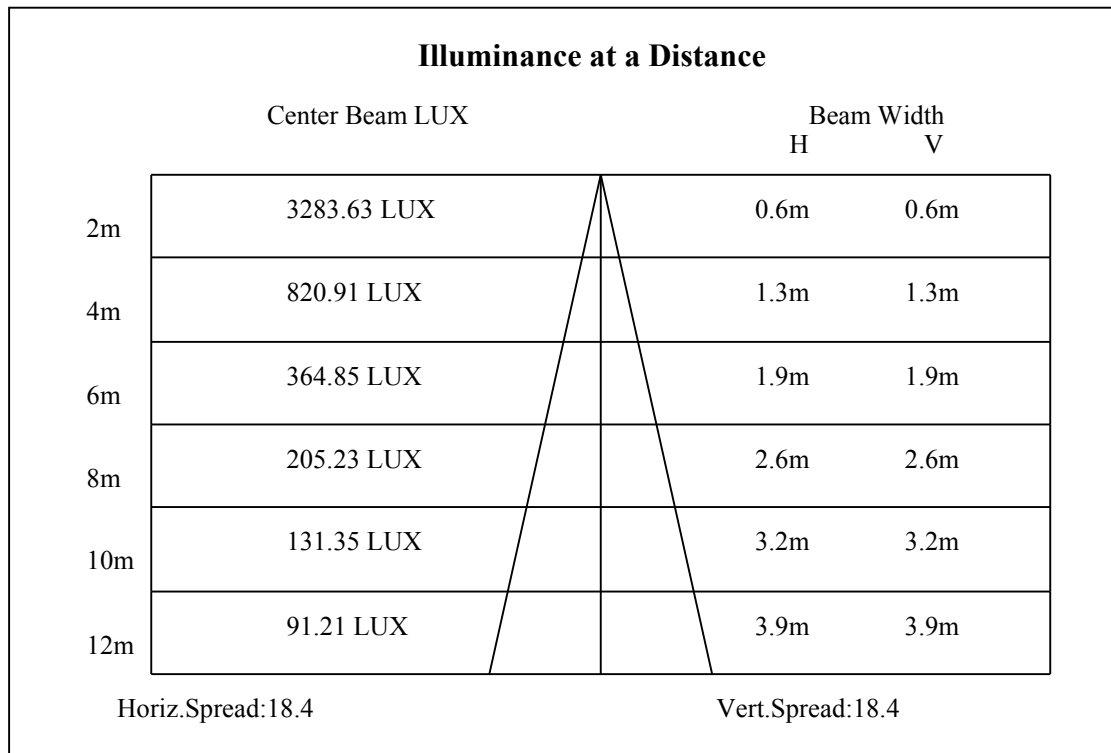 Illuminance at a Distance
Center Beam LUX Beam Width
H V
2m 3283.63 LUX 0.6m 0.6m
4m 820.91 LUX 1.3m 1.3m
6m 364.85 LUX 1.9m 1.9m
8m 205.23 LUX 2.6m 2.6m
10m 131.35 LUX 3.2m 3.2m
12m 91.21 LUX 3.9m 3.9m
Horiz.Spread:18.4 Vert.Spread:18.4